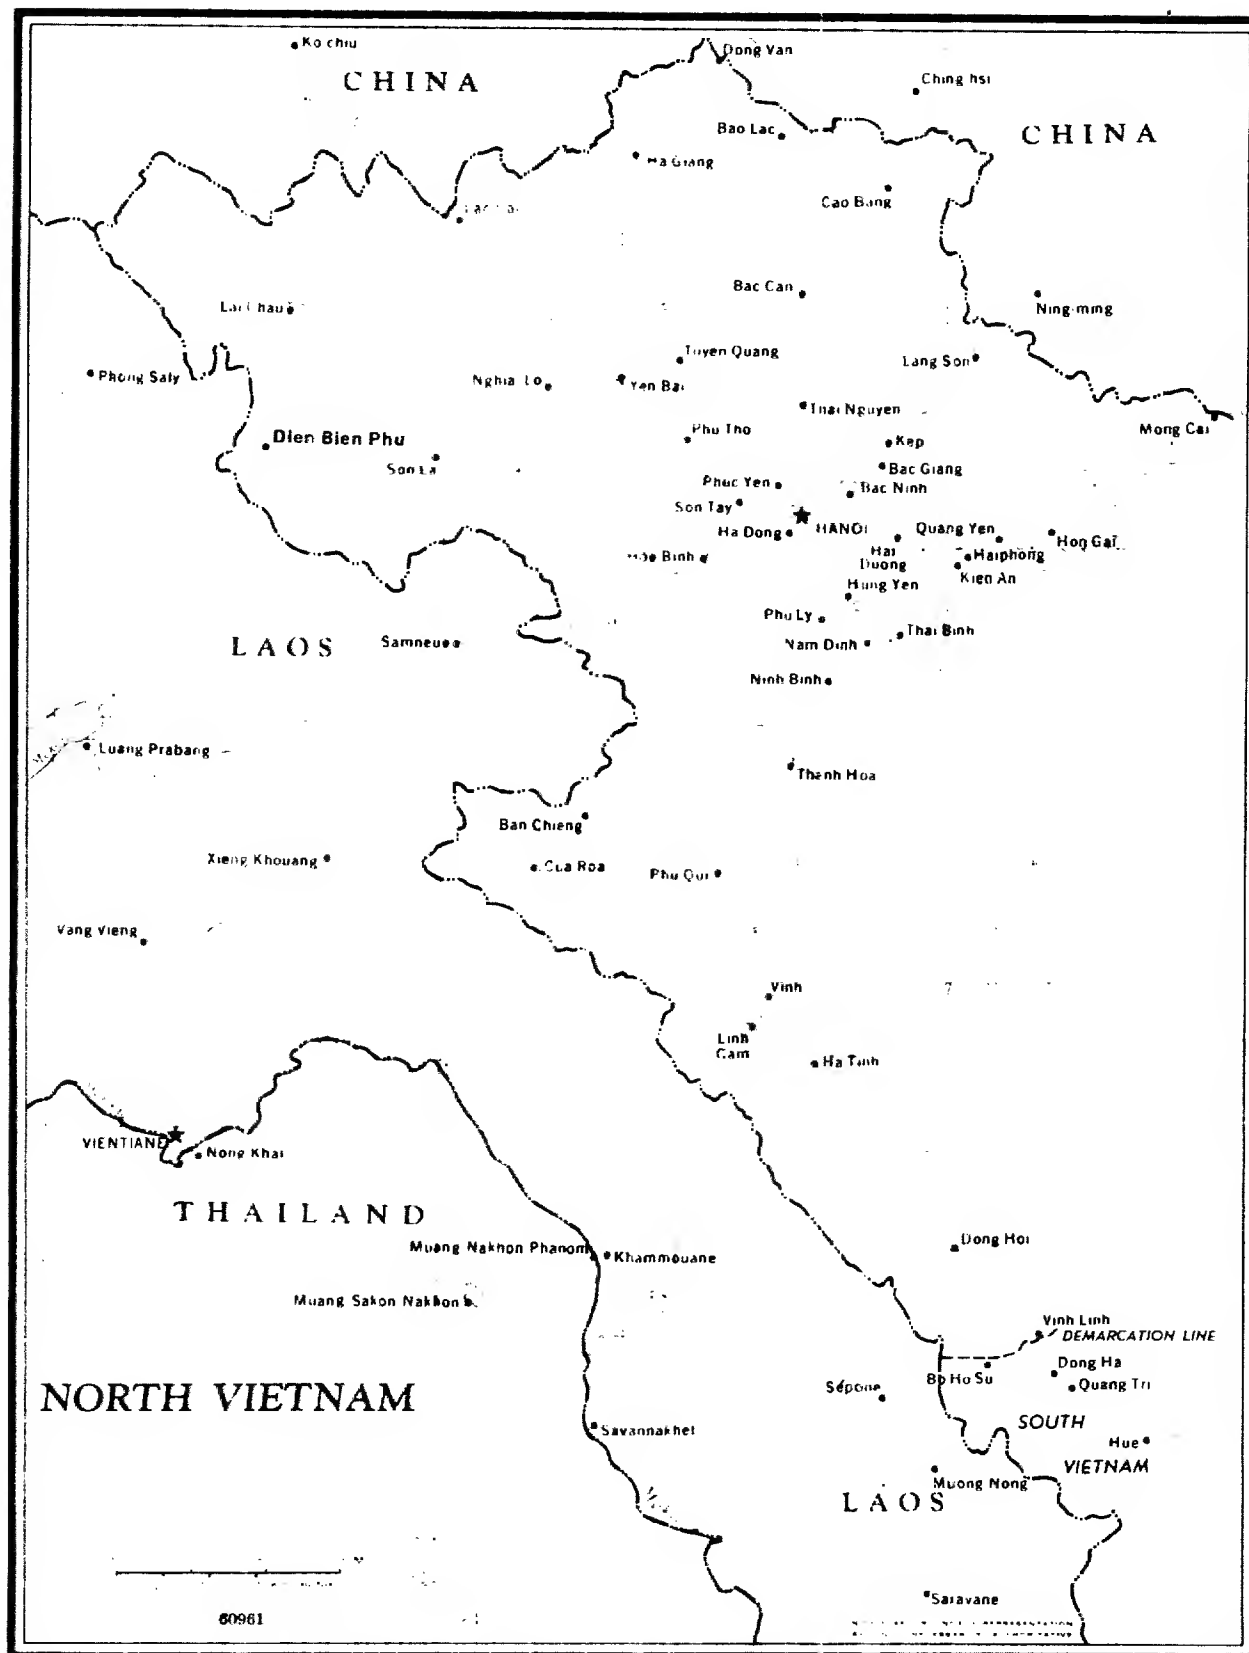 Ko chiu
Dong Van
CHINA
Ching hsi
Bao Lac
CHINA
Ha Giang
Cao Bang
Bac Can
Lai Chau
Ning-ming
Tuyen Quang
Lang Son
Phong Saly
Nghia Lo
Yen Bai
Thai Nguyen
Mong Cai
Phu Tho
Dien Bien Phu
Kep
Son La
Bac Giang
Phuc Yen
Bac Ninh
Son Tay
HANOI
Quang Yen
Ha Dong
Hon Gai
Hai
Duong
Haiphong
Hoa Binh
Kien An
Hung Yen
Phu Ly
Thai Binh
LAOS
Samneua
Nam Dinh
Ninh Binh
Luang Prabang
Thanh Hoa
Ban Chieng
Xieng Khouang
Cua Roa
Phu Qui
Vang Vieng
Vinh
Linh
Cam
Ha Tinh
VIENTIANE
Nong Khai
THAILAND
Dong Hoi
Muang Nakhon Phanom
Khammouane
Muang Sakon Nakhon
Vinh Linh
DEMARCATION LINE
Dong Ha
Bo Ho Su
Quang Tri
NORTH VIETNAM
Sépone
SOUTH
VIETNAM
Savannakhet
Hue
Muong Nong
LAOS
Saravane
60961